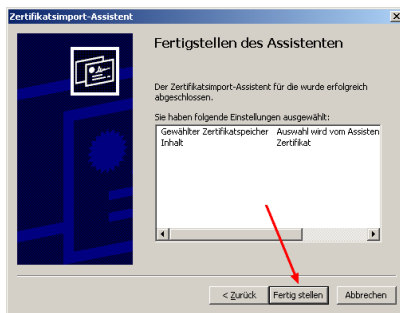 Zertifikatsimport-Assistent
Fertigstellen des Assistenten
Der Zertifikatsimport-Assistent für die wurde erfolgreich
abgeschlossen.
Sie haben folgende Einstellungen ausgewählt:
Gewählter Zertifikatspeicher Auswahl wird vom Assisten
Inhalt Zertifikat
< Zurück Fertig stellen Abbrechen